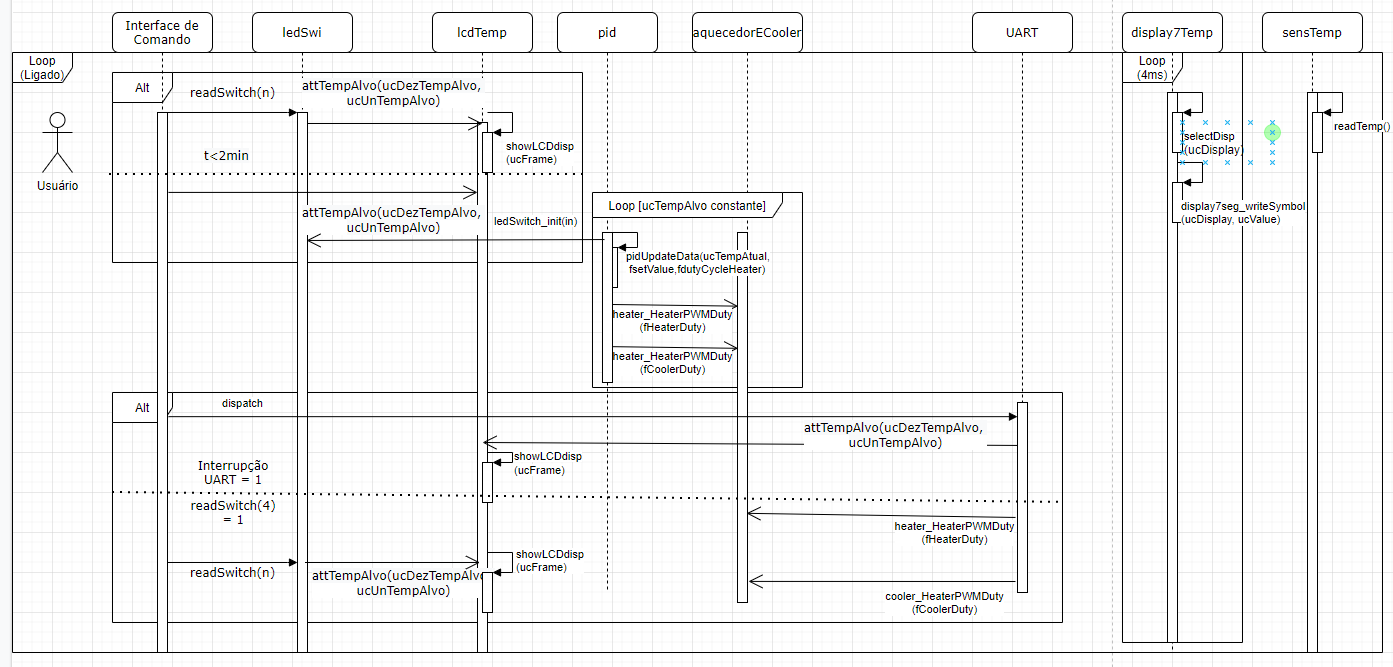 Interface de
Comando
ledSwi
lcdTemp
pid
aquecedorECooler
UART
display7Temp
sensTemp
Loop
(Ligado)
Usuário
Alt
readSwitch(n)
attTempAlvo(ucDezTempAlvo,
ucUnTempAlvo)
showLCDdisp
(ucFrame)
t<2min
attTempAlvo(ucDezTempAlvo,
ucUnTempAlvo)
ledSwitch_init(in)
Loop [ucTempAlvo constante]
pidUpdateData(ucTempAtual,
fsetValue,fdutyCycleHeater)
heater_HeaterPWMDuty
(fHeaterDuty)
heater_HeaterPWMDuty
(fCoolerDuty)
Loop
(4ms)
selectDisp
(ucDisplay)
display7seg_writeSymbol
(ucDisplay, ucValue)
readTemp()
Alt
dispatch
attTempAlvo(ucDezTempAlvo,
ucUnTempAlvo)
showLCDdisp
(ucFrame)
Interrupção
UART = 1
readSwitch(4)
= 1
heater_HeaterPWMDuty
(fHeaterDuty)
readSwitch(n)
attTempAlvo(ucDezTempAlv
ucUnTempAlvo)
showLCDdisp
(ucFrame)
cooler_HeaterPWMDuty
(fCoolerDuty)